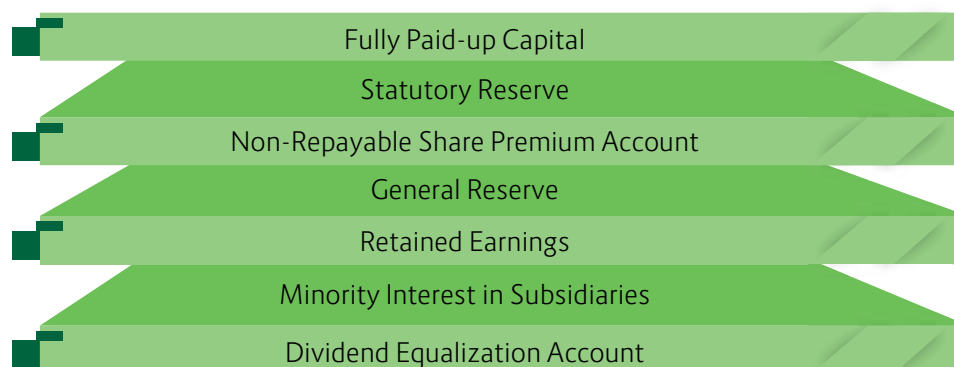 Fully Paid-up Capital
Statutory Reserve
Non-Repayable Share Premium Account
General Reserve
Retained Earnings
Minority Interest in Subsidiaries
Dividend Equalization Account